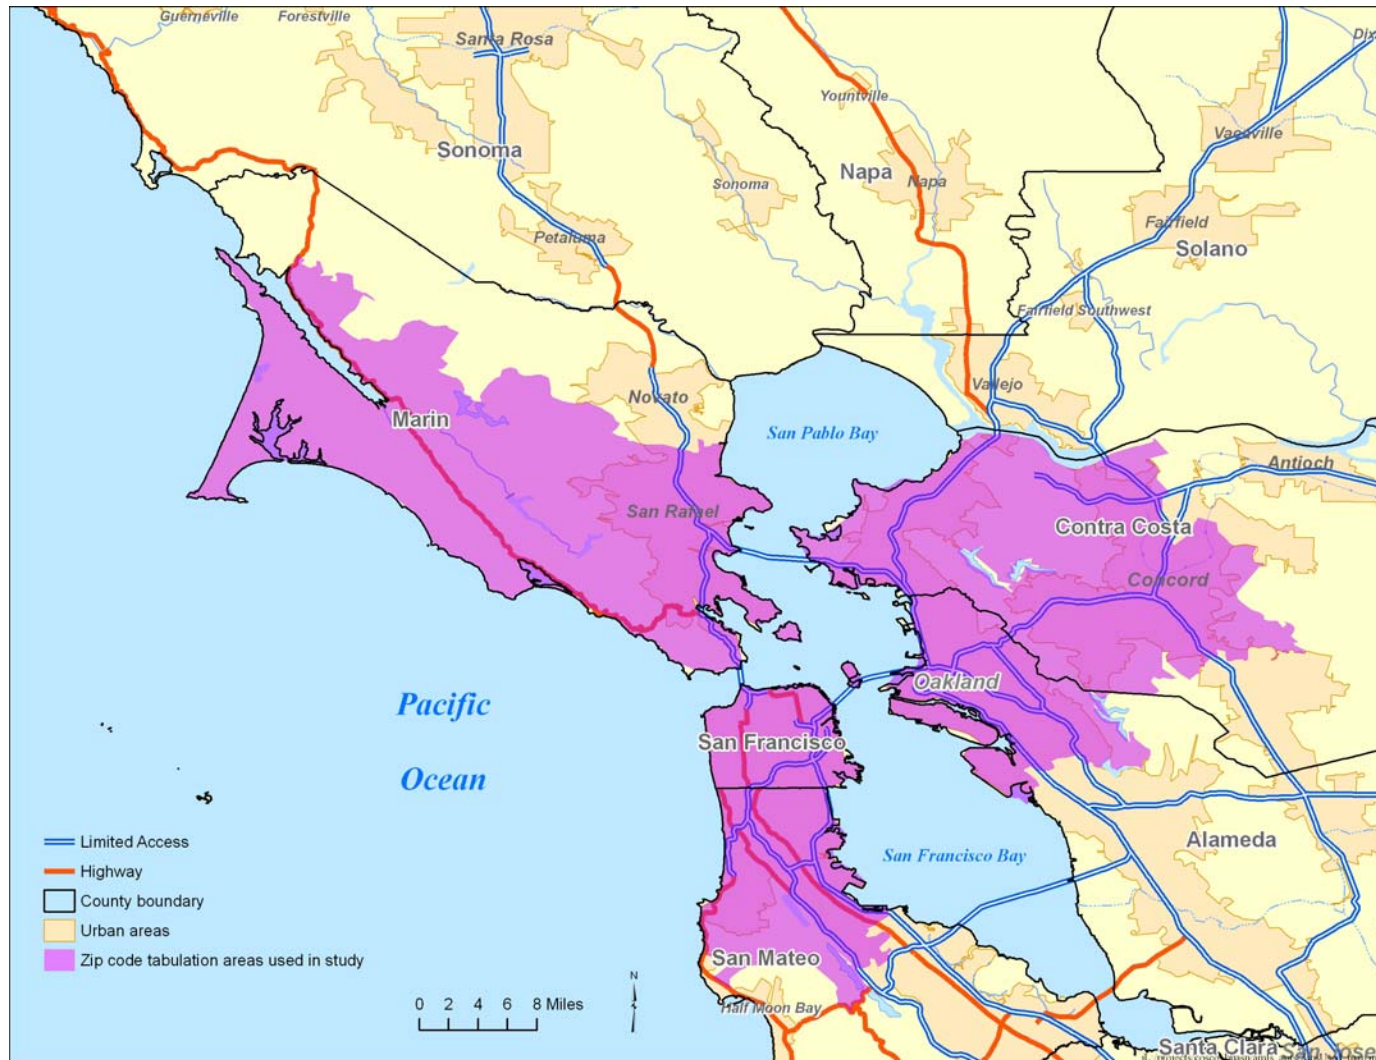 Guerneville
Forestville
Santa Rosa
Dix
Yountville
Vacaville
Sonoma
Napa
Napa
Sonoma
Fairfield
Petaluma
Solano
Fairfield Southwest
Vallejo
Novato
Marin
San Pablo Bay
Antioch
San Rafael
Contra Costa
Concord
Oakland
Pacific
Ocean
San Francisco
Limited Access
Highway
County boundary
Urban areas
Zip code tabulation areas used in study
Alameda
San Francisco Bay
San Mateo
N
0 2 4 6 8 Miles
Half Moon Bay
Santa Clara
San Jose